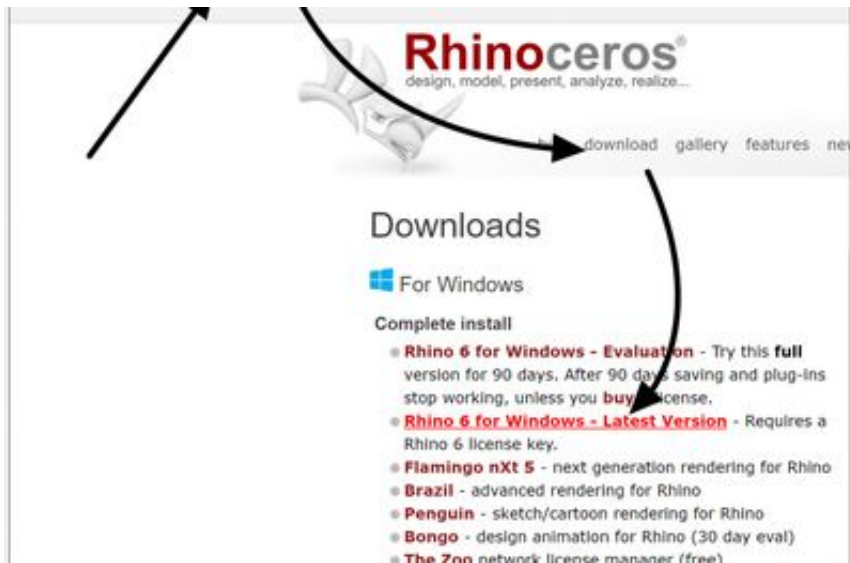 Rhinoceros®
design, model, present, analyze, realize...
download gallery features
Downloads
For Windows
Complete install
Rhino 6 for Windows - Evaluation - Try this full
version for 90 days. After 90 days saving and plug-ins
stop working, unless you buy license.
Rhino 6 for Windows - Latest Version - Requires a
Rhino 6 license key.
Flamingo nXt 5 - next generation rendering for Rhino
Brazil - advanced rendering for Rhino
Penguin - sketch/cartoon rendering for Rhino
Bongo - design animation for Rhino (30 day eval)
The Zoo network license manager (free)